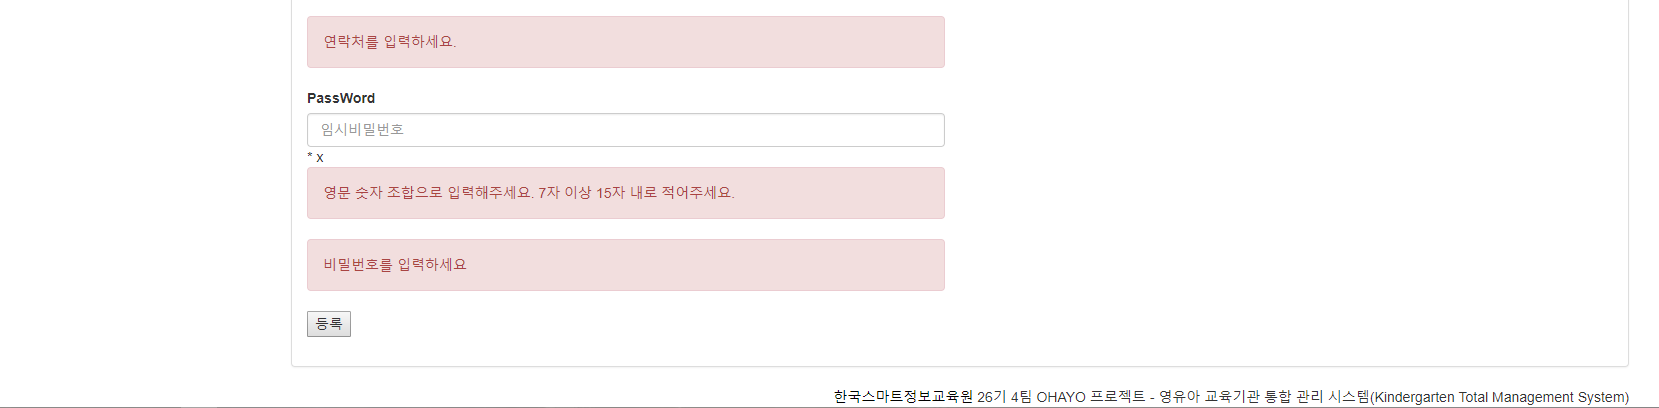 연락처를 입력하세요.
PassWord
임시비밀번호
* x
영문 숫자 조합으로 입력해주세요. 7자 이상 15자 내로 적어주세요.
비밀번호를 입력하세요
등록
한국스마트정보교육원 26기 4팀 OHAYO 프로젝트 - 영유아 교육기관 통합 관리 시스템(Kindergarten Total Management System)